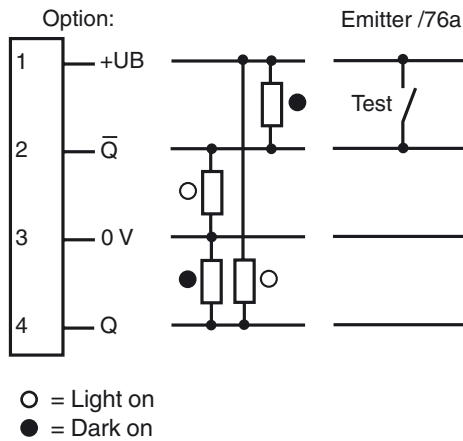 Option:
Emitter /76a
1
+UB
Test
2
Q̅
3
0 V
4
Q
= Light on
= Dark on